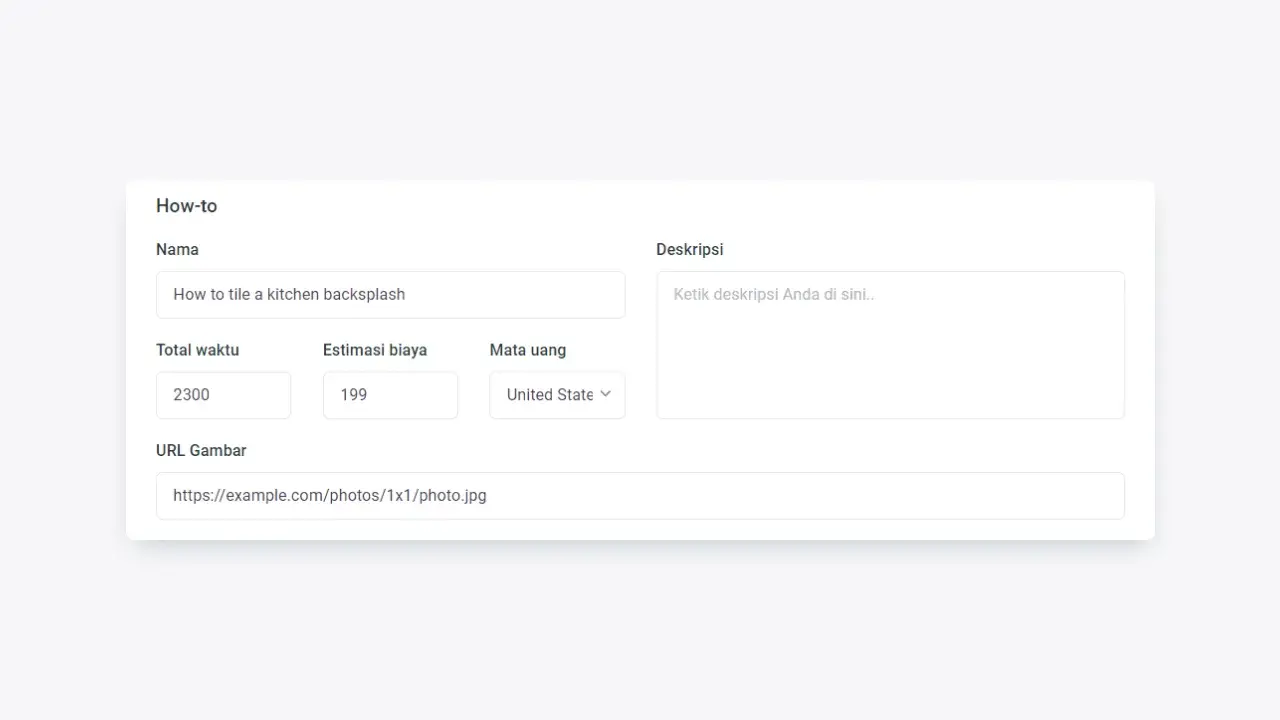 How-to
Nama
How to tile a kitchen backsplash
Deskripsi
Ketik deskripsi Anda di sini..
Total waktu
2300
Estimasi biaya
199
Mata uang
United State
URL Gambar
https://example.com/photos/1x1/photo.jpg